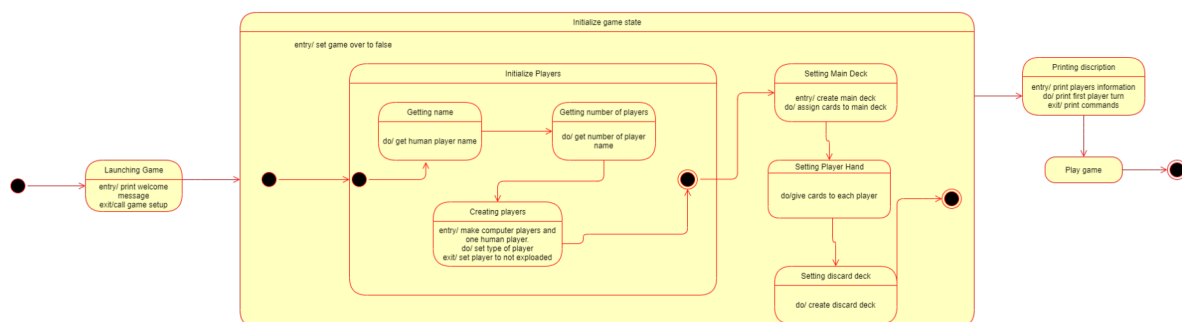 Initialize game state
entry/ set game over to false
Initialize Players
Getting name
do/ get human player name
Getting number of players
do/ get number of player
name
Creating players
entry/ make computer players and
one human player.
do/ set type of player
exit/ set player to not exploaded
Launching Game
entry/ print welcome
message
exit/call game setup
Setting Main Deck
entry/ create main deck
do/ assign cards to main deck
Setting Player Hand
do/give cards to each player
Setting discard deck
do/ create discard deck
Printing discription
entry/ print players information
do/ print first player turn
exit/ print commands
Play game